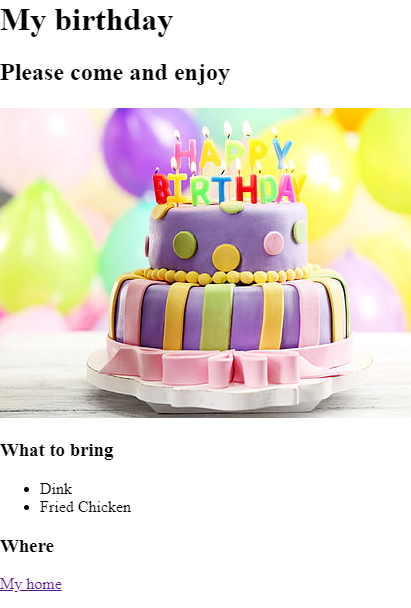 My birthday
Please come and enjoy
HAPPY
BIRTHDAY
What to bring
Dink
Fried Chicken
Where
My home